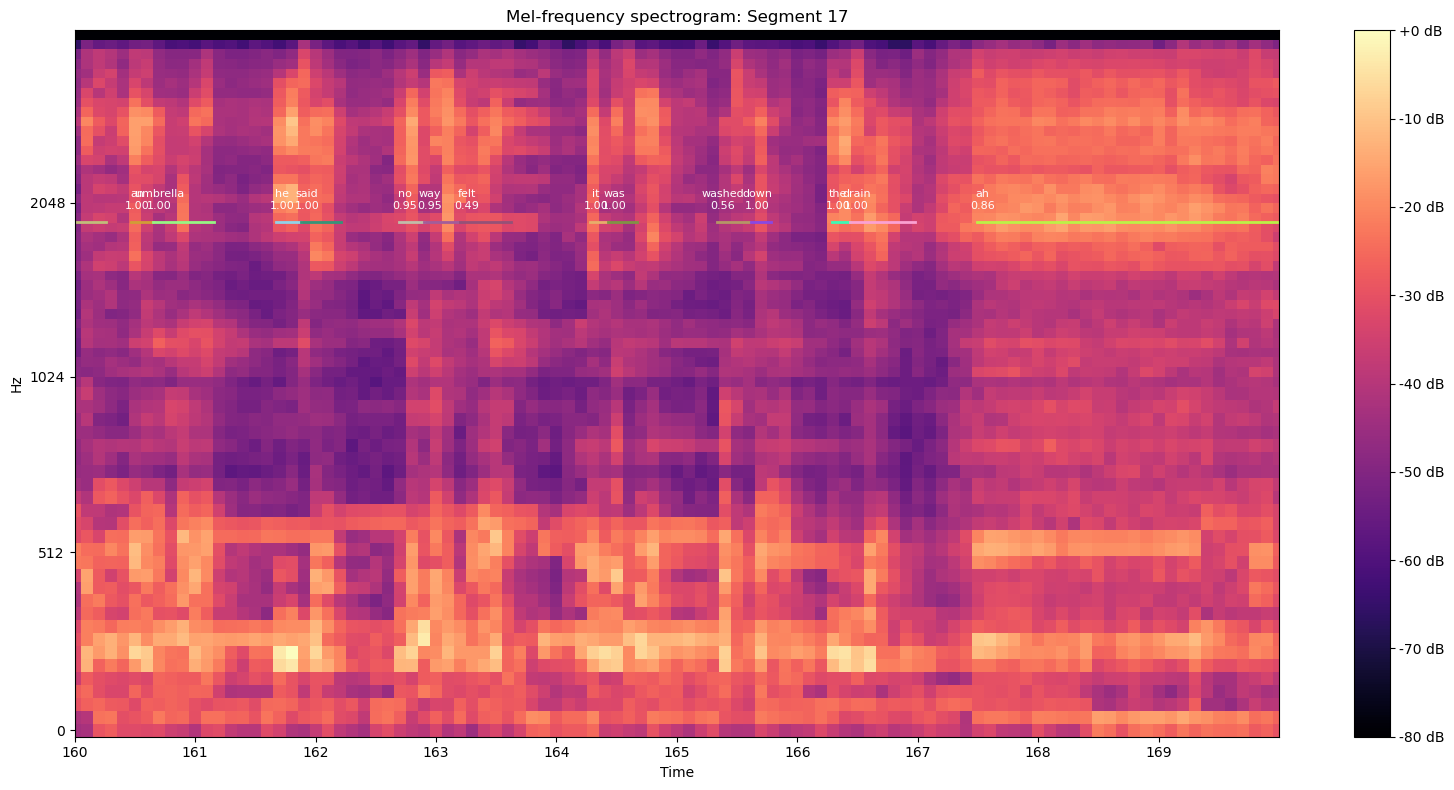 Mel-frequency spectrogram: Segment 17
+0 dB
-10 dB
-20 dB
-30 dB
-40 dB
-50 dB
-60 dB
-70 dB
-80 dB
an umbrella he said no way felt it was washed down the drain ah
1.00 1.00 1.00 1.00 0.95 0.95 0.49 1.00 1.00 0.56 1.00 1.00 1.00 0.86
2048
1024
512
0
Hz
160 161 162 163 164 165 166 167 168 169
Time